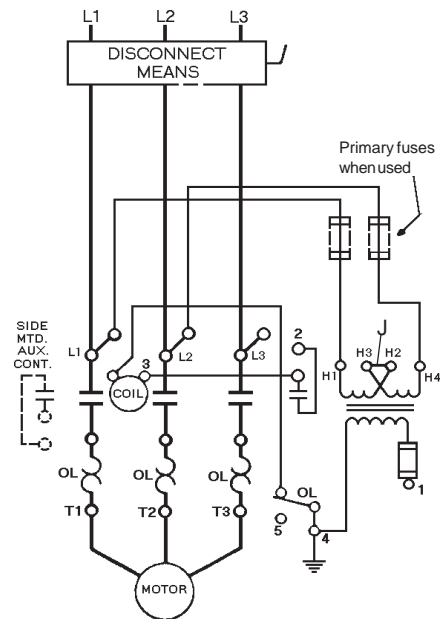 L1 L2 L3
DISCONNECT
MEANS
Primary fuses
when used
SIDE
MTD.
AUX.
CONT.
L1
3
L2
L3
2
H1
H3 H2
H4
J
COIL
OL
OL
OL
OL
1
T1
T2
T3
5
4
MOTOR